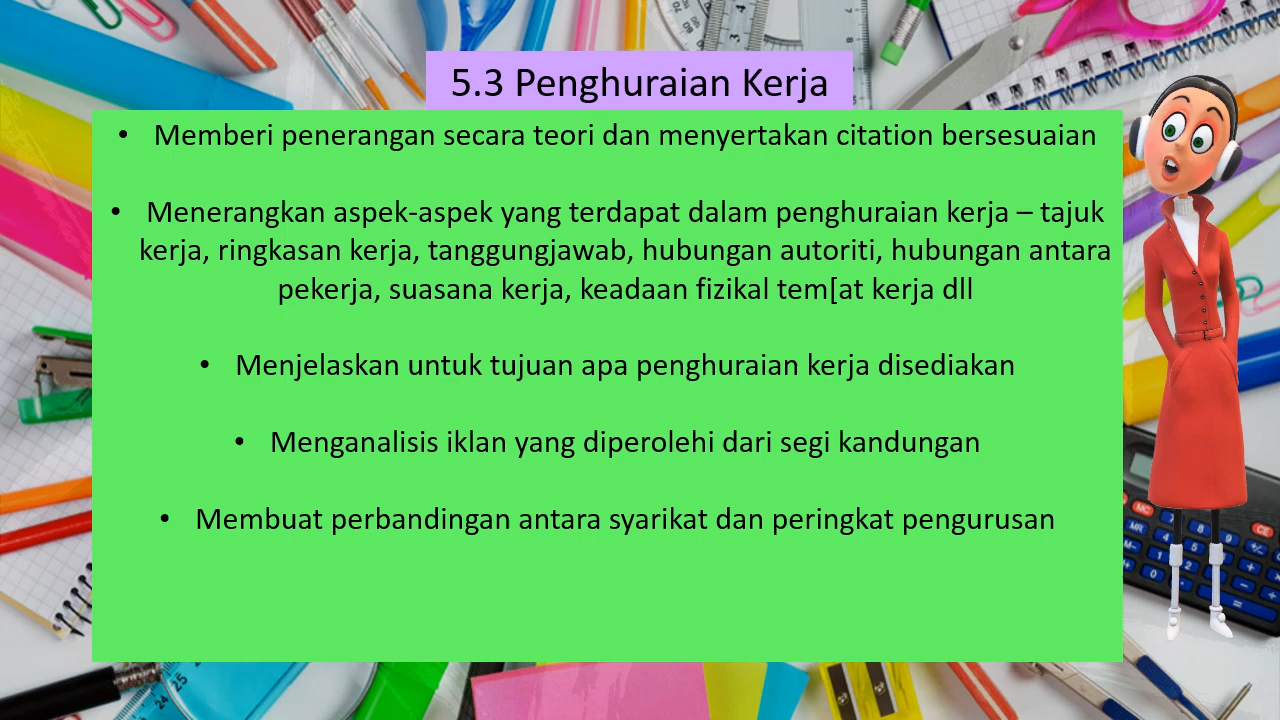 5.3 Penghuraian Kerja
• Memberi penerangan secara teori dan menyertakan citation bersesuaian
• Menerangkan aspek-aspek yang terdapat dalam penghuraian kerja – tajuk
kerja, ringkasan kerja, tanggungjawab, hubungan autoriti, hubungan antara
pekerja, suasana kerja, keadaan fizikal tem[at kerja dll
• Menjelaskan untuk tujuan apa penghuraian kerja disediakan
• Menganalisis iklan yang diperolehi dari segi kandungan
• Membuat perbandingan antara syarikat dan peringkat pengurusan